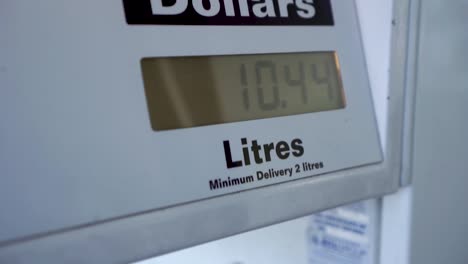 Dollars
10.44
Litres
Minimum Delivery 2 litres